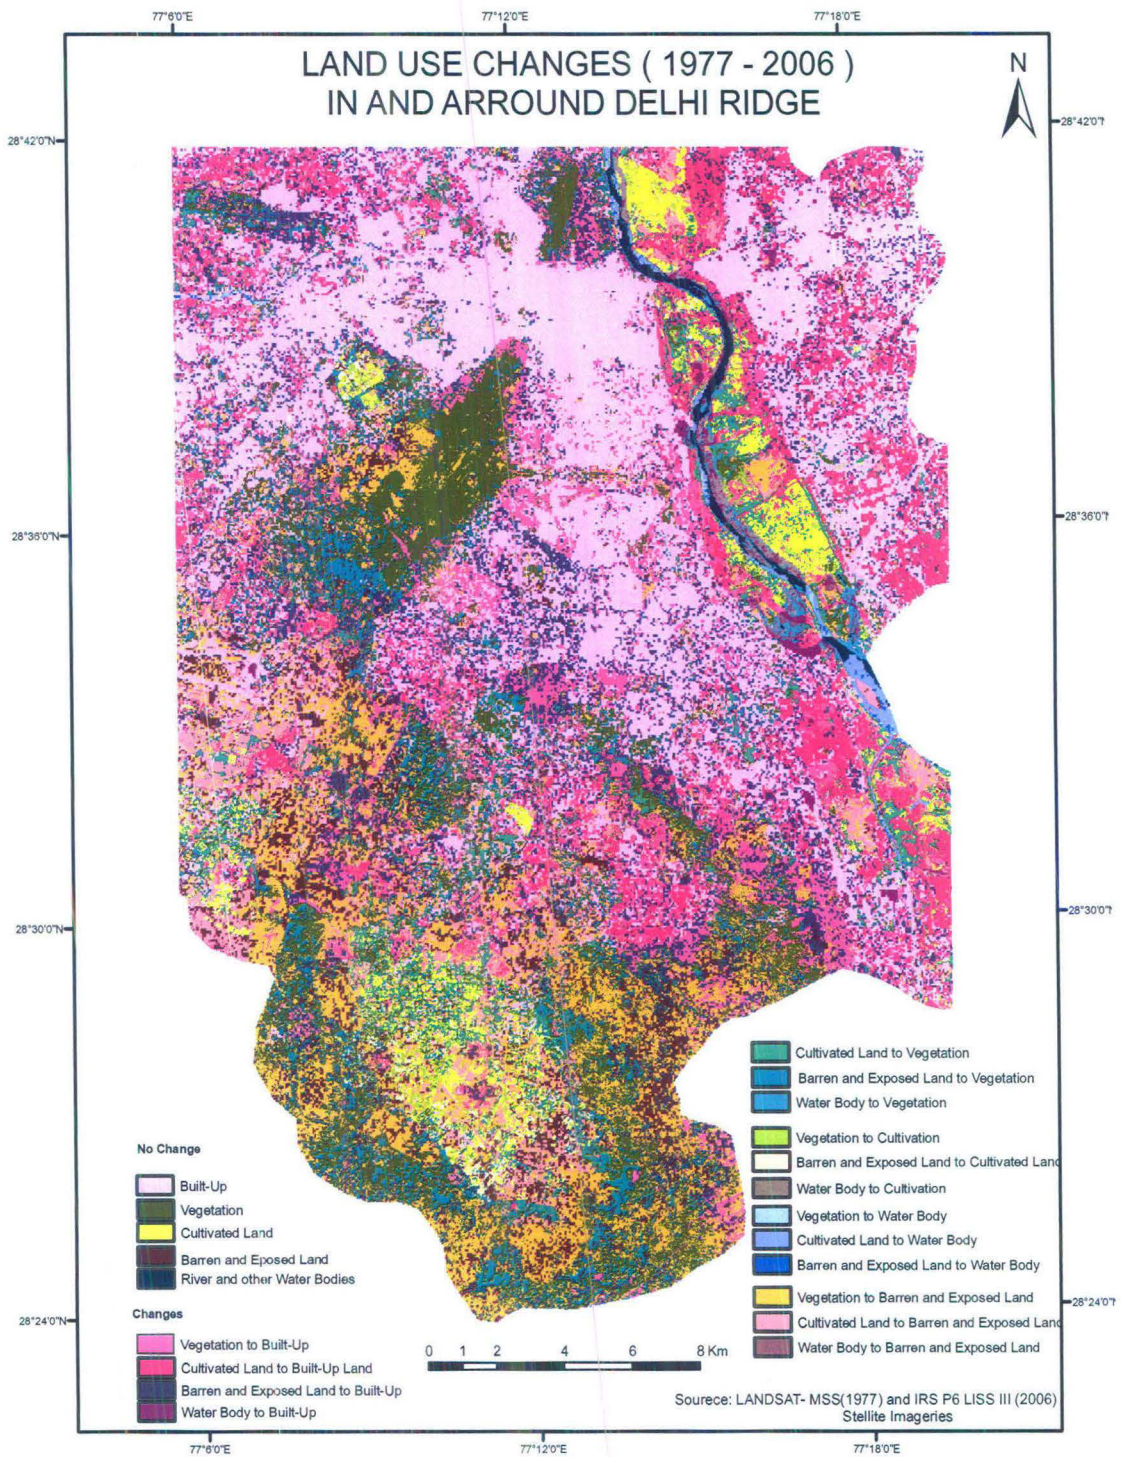 77°6'0"E 77°12'0"E 77°18'0"E
LAND USE CHANGES ( 1977 - 2006 )
IN AND ARROUND DELHI RIDGE
N
28°42'0"N
28°42'0"
28°36'0"N
28°36'0"
28°30'0"N
28°30'0"
28°24'0"N
28°24'0"
No Change
Built-Up
Vegetation
Cultivated Land
Barren and Eposed Land
River and other Water Bodies
Changes
Vegetation to Built-Up
Cultivated Land to Built-Up Land
Barren and Exposed Land to Built-Up
Water Body to Built-Up
Cultivated Land to Vegetation
Barren and Exposed Land to Vegetation
Water Body to Vegetation
Vegetation to Cultivation
Barren and Exposed Land to Cultivated Land
Water Body to Cultivation
Vegetation to Water Body
Cultivated Land to Water Body
Barren and Exposed Land to Water Body
Vegetation to Barren and Exposed Land
Cultivated Land to Barren and Exposed Land
Water Body to Barren and Exposed Land
0 1 2 4 6 8 Km
Sourece: LANDSAT- MSS(1977) and IRS P6 LISS III (2006)
Stellite Imageries
77°6'0"E 77°12'0"E 77°18'0"E